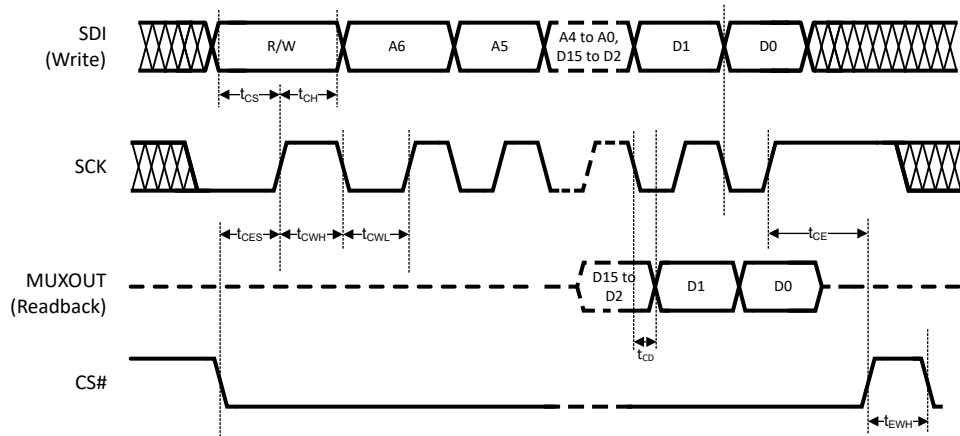 SDI
(Write)
R/W
A6
A5
A4 to A0,
D15 to D2
D1
D0
tCS
tCH
SCK
tCES
tCWH
tCWL
tCE
MUXOUT
(Readback)
D15 to
D2
D1
D0
tCD
CS#
tEWH